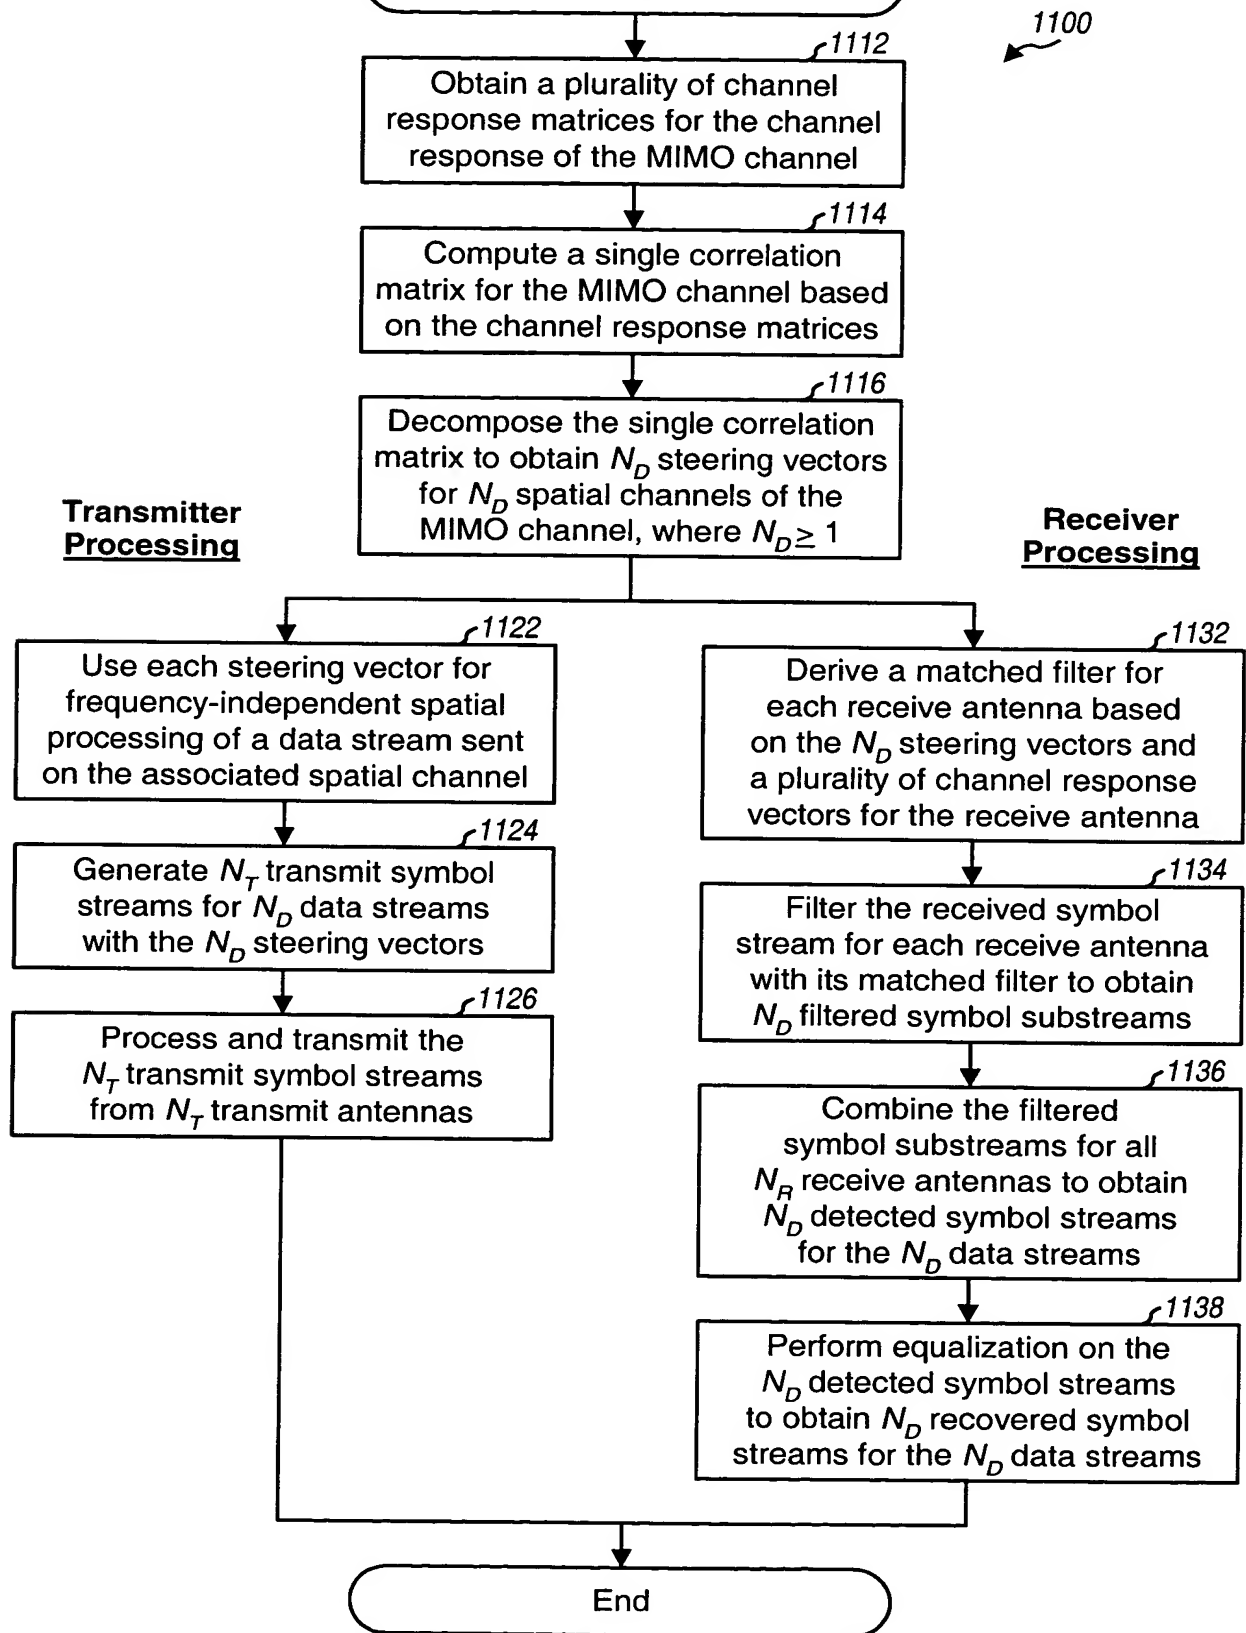 1100
1112
Obtain a plurality of channel
response matrices for the channel
response of the MIMO channel
1114
Compute a single correlation
matrix for the MIMO channel based
on the channel response matrices
1116
Decompose the single correlation
matrix to obtain N_D steering vectors
for N_D spatial channels of the
MIMO channel, where N_D ≥ 1
Transmitter
Processing
Receiver
Processing
1122
Use each steering vector for
frequency-independent spatial
processing of a data stream sent
on the associated spatial channel
1124
Generate N_T transmit symbol
streams for N_D data streams
with the N_D steering vectors
1126
Process and transmit the
N_T transmit symbol streams
from N_T transmit antennas
1132
Derive a matched filter for
each receive antenna based
on the N_D steering vectors and
a plurality of channel response
vectors for the receive antenna
1134
Filter the received symbol
stream for each receive antenna
with its matched filter to obtain
N_D filtered symbol substreams
1136
Combine the filtered
symbol substreams for all
N_R receive antennas to obtain
N_D detected symbol streams
for the N_D data streams
1138
Perform equalization on the
N_D detected symbol streams
to obtain N_D recovered symbol
streams for the N_D data streams
End